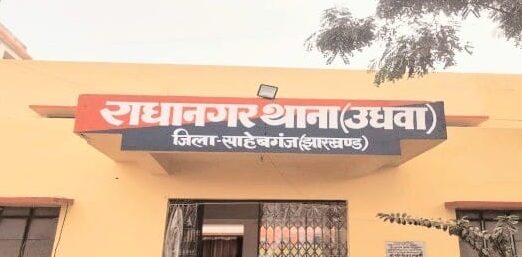 राधानगर थाना(उधवा)
जिला-साहेबगंज(झारखण्ड)